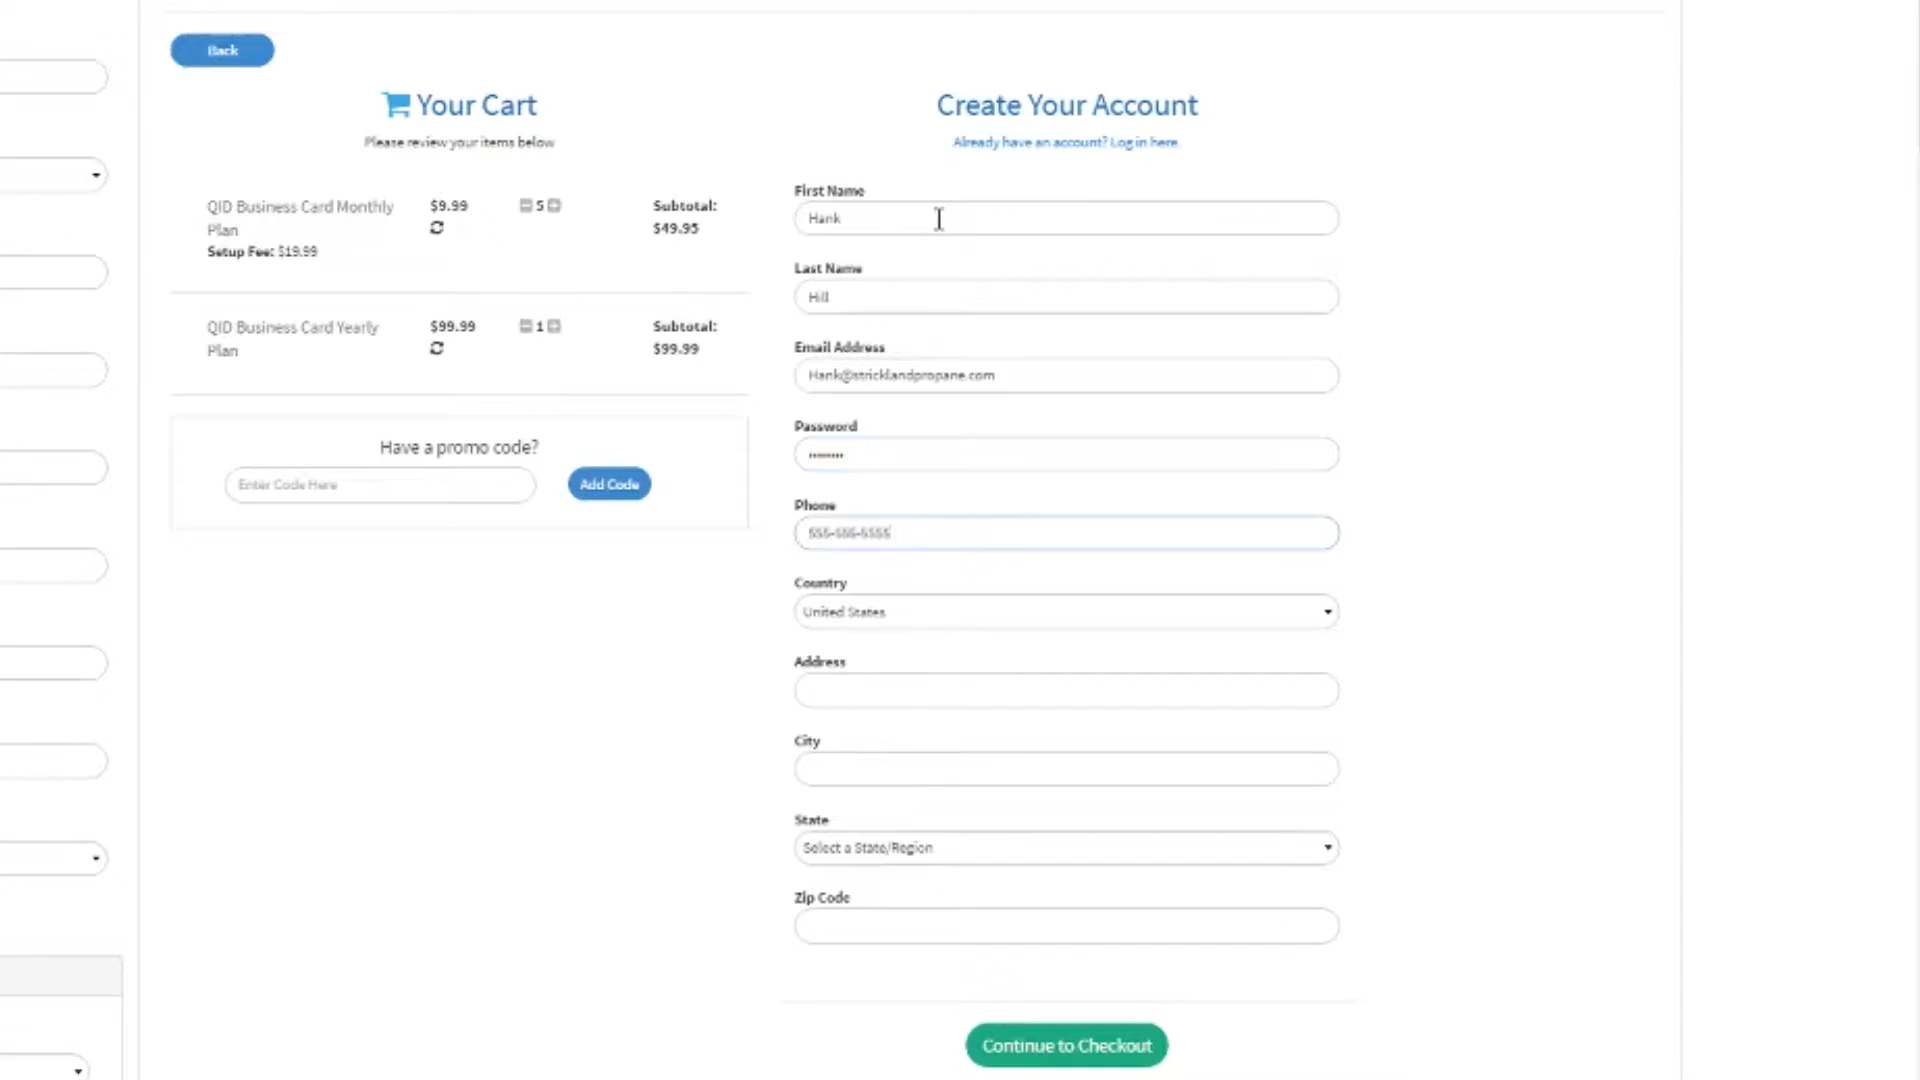 Back
Your Cart
Please review your items below
QID Business Card Monthly
Plan
Setup Fee: $19.99
$9.99
5
Subtotal:
$49.95
QID Business Card Yearly
Plan
$99.99
1
Subtotal:
$99.99
Have a promo code?
Enter Code Here
Add Code
Create Your Account
Already have an account? Log in here
First Name
Hank
Last Name
Hill
Email Address
Hank@stricklandpropane.com
Password
Phone
555-555-5555
Country
United States
Address
City
State
Select a State/Region
Zip Code
Continue to Checkout